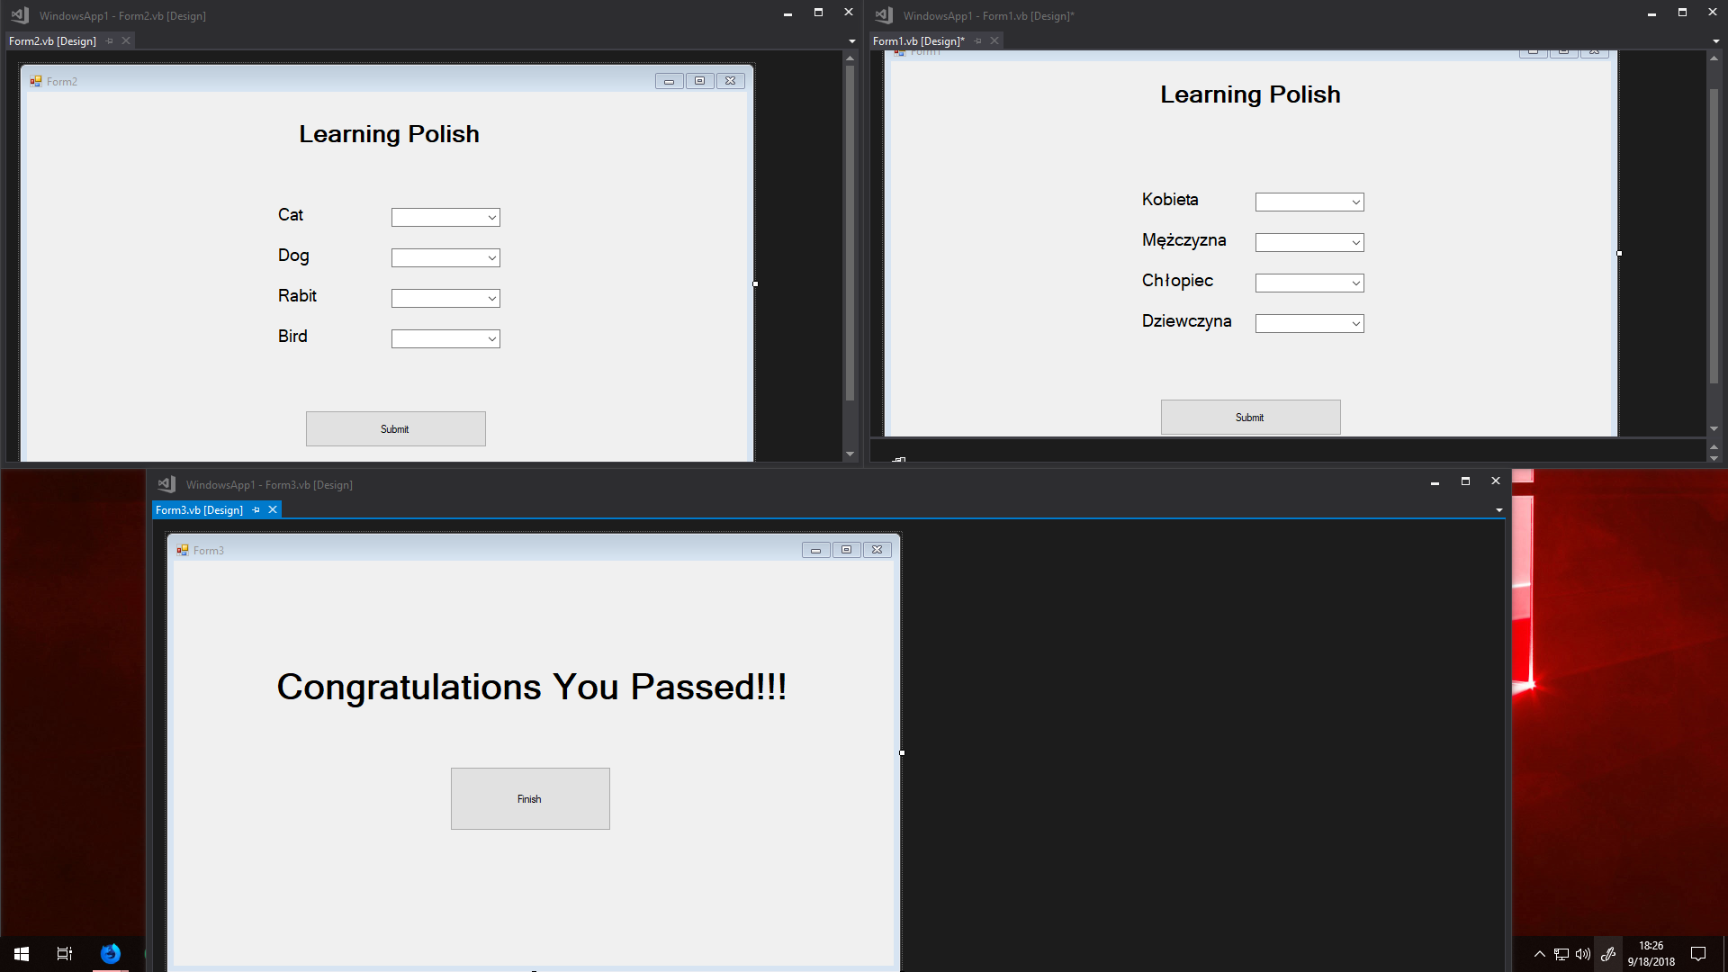 WindowsApp1 - Form2.vb [Design]
Form2.vb [Design]
Form2
Learning Polish
Cat
Dog
Rabit
Bird
Submit
WindowsApp1 - Form1.vb [Design]*
Form1.vb [Design]*
Form1
Learning Polish
Kobieta
Mężczyzna
Chłopiec
Dziewczyna
Submit
WindowsApp1 - Form3.vb [Design]
Form3.vb [Design]
Form3
Congratulations You Passed!!!
Finish
18:26
9/18/2018